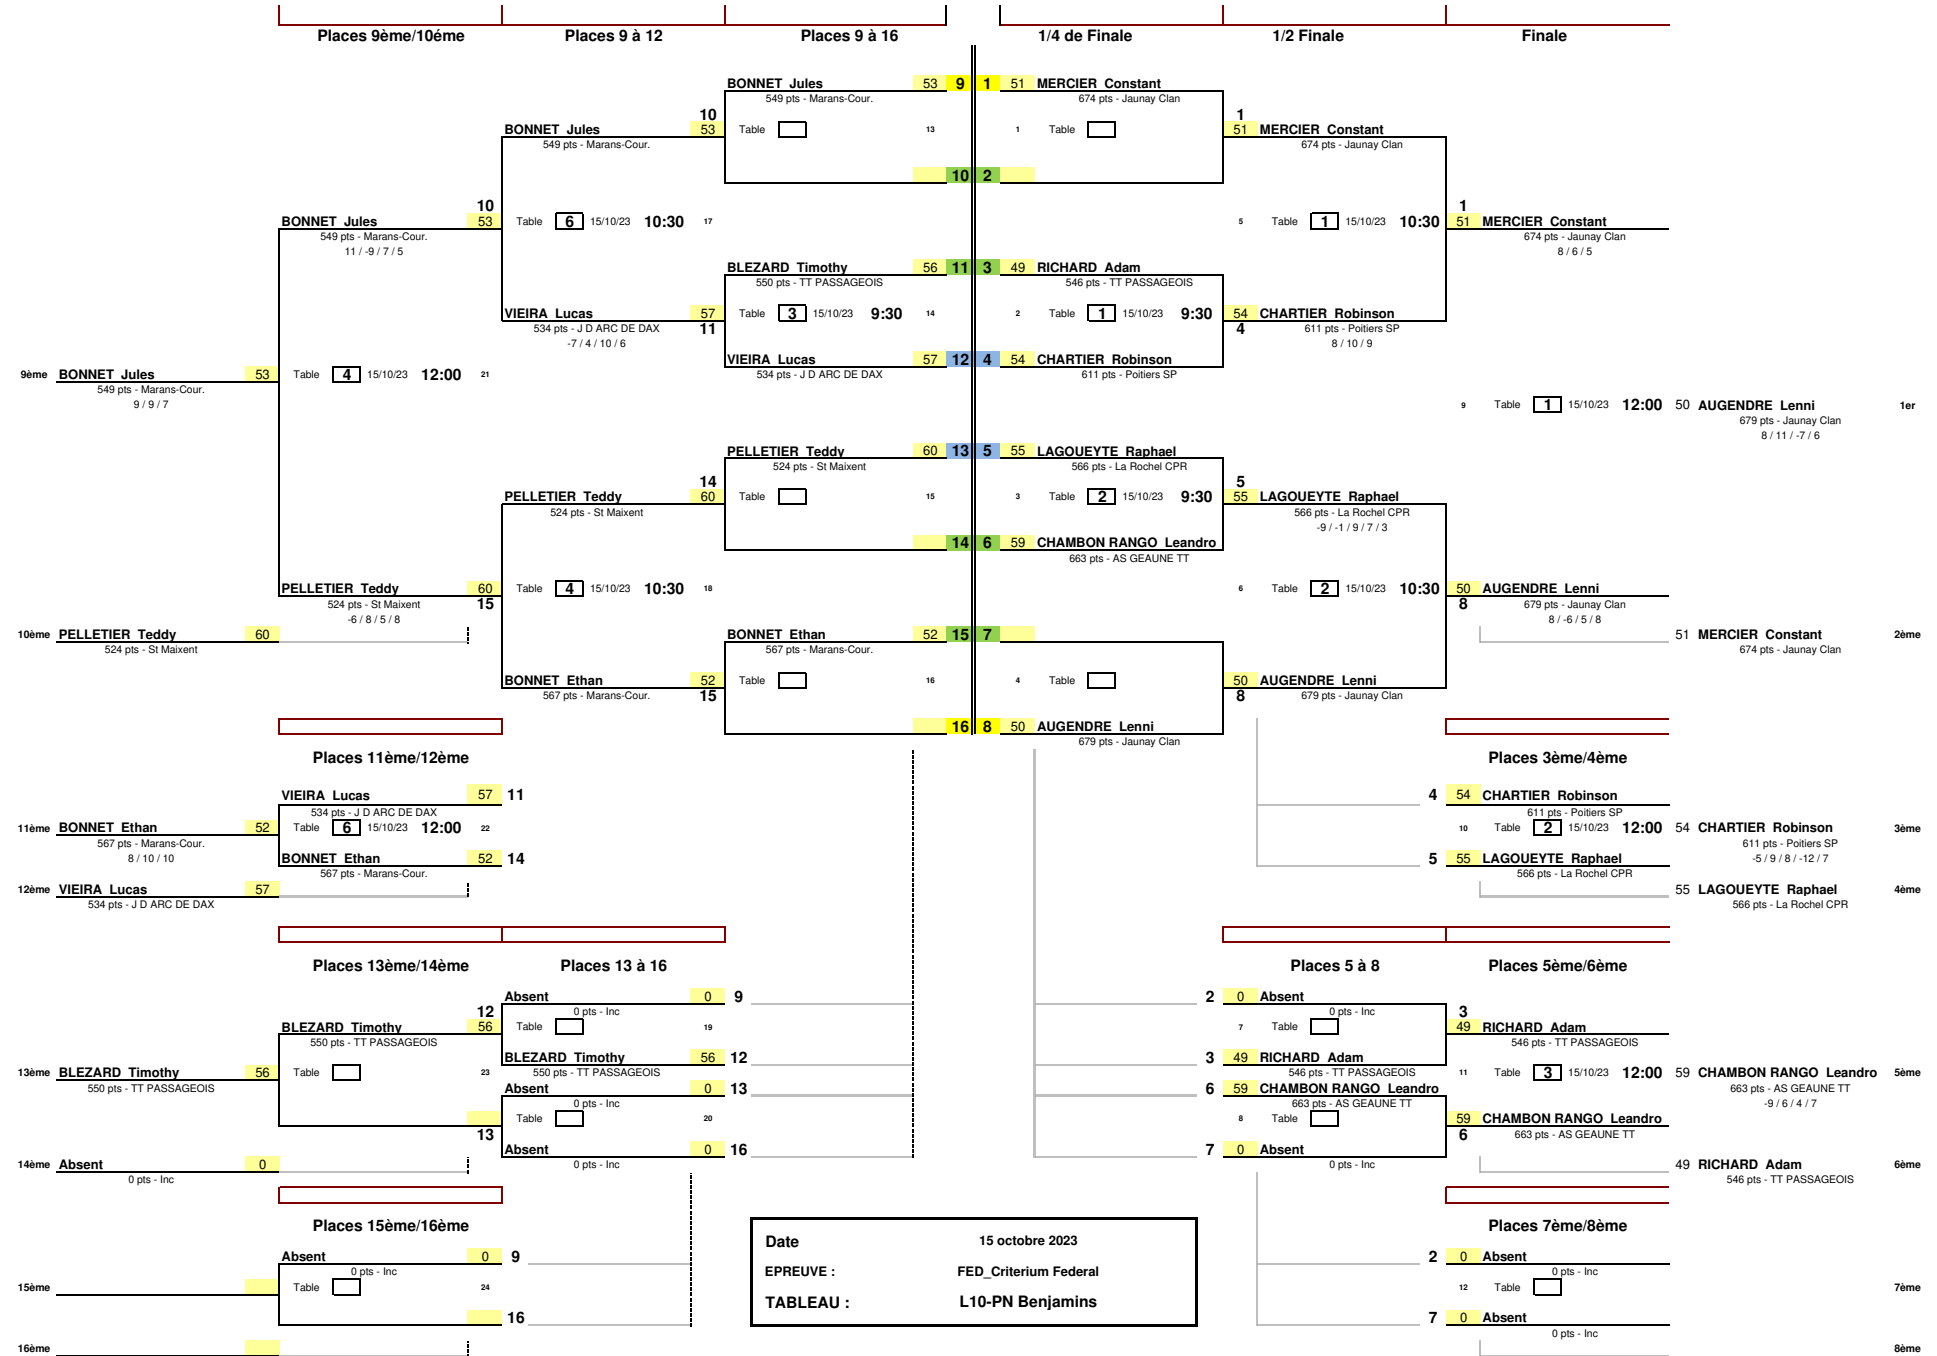 Places 9ème/10éme Places 9 à 12 Places 9 à 16 1/4 de Finale 1/2 Finale Finale
BONNET Jules 53 9 1 51 MERCIER Constant
549 pts - Marans-Cour. 674 pts - Jaunay Clan
10 1
BONNET Jules 53 Table 13 1 Table 51 MERCIER Constant
549 pts - Marans-Cour. 674 pts - Jaunay Clan
10 2
10 1
BONNET Jules 53 Table 6 15/10/23 10:30 17 5 Table 1 15/10/23 10:30 51 MERCIER Constant
549 pts - Marans-Cour. 674 pts - Jaunay Clan
11 / -9 / 7 / 5 8 / 6 / 5
BLEZARD Timothy 56 11 3 49 RICHARD Adam
550 pts - TT PASSAGEOIS 546 pts - TT PASSAGEOIS
VIEIRA Lucas 57 Table 3 15/10/23 9:30 14 2 Table 1 15/10/23 9:30 54 CHARTIER Robinson
534 pts - J D ARC DE DAX 11 4 611 pts - Poitiers SP
-7 / 4 / 10 / 6 8 / 10 / 9
VIEIRA Lucas 57 12 4 54 CHARTIER Robinson
9ème BONNET Jules 53 Table 4 15/10/23 12:00 21 534 pts - J D ARC DE DAX 611 pts - Poitiers SP
549 pts - Marans-Cour.
9 / 9 / 7 9 Table 1 15/10/23 12:00 50 AUGENDRE Lenni 1er
679 pts - Jaunay Clan
8 / 11 / -7 / 6
PELLETIER Teddy 60 13 5 55 LAGOUEYTE Raphael
524 pts - St Maixent 566 pts - La Rochel CPR
14 5
PELLETIER Teddy 60 Table 15 3 Table 2 15/10/23 9:30 55 LAGOUEYTE Raphael
524 pts - St Maixent 566 pts - La Rochel CPR
-9 / -1 / 9 / 7 / 3
14 6 59 CHAMBON RANGO Leandro
663 pts - AS GEAUNE TT
PELLETIER Teddy 60 Table 4 15/10/23 10:30 18 6 Table 2 15/10/23 10:30 50 AUGENDRE Lenni
524 pts - St Maixent 15 8 679 pts - Jaunay Clan
-6 / 8 / 5 / 8 8 / -6 / 5 / 8
10ème PELLETIER Teddy 60 BONNET Ethan 52 15 7 51 MERCIER Constant 2ème
524 pts - St Maixent 567 pts - Marans-Cour. 674 pts - Jaunay Clan
BONNET Ethan 52 Table 16 4 Table 50 AUGENDRE Lenni
567 pts - Marans-Cour. 15 8 679 pts - Jaunay Clan
16 8 50 AUGENDRE Lenni
679 pts - Jaunay Clan
Places 11ème/12ème Places 3ème/4ème
VIEIRA Lucas 57 11 4 54 CHARTIER Robinson
534 pts - J D ARC DE DAX 611 pts - Poitiers SP
11ème BONNET Ethan 52 Table 6 15/10/23 12:00 22 10 Table 2 15/10/23 12:00 54 CHARTIER Robinson 3ème
567 pts - Marans-Cour. 611 pts - Poitiers SP
8 / 10 / 10 BONNET Ethan 52 14 5 55 LAGOUEYTE Raphael -5 / 9 / 8 / -12 / 7
567 pts - Marans-Cour. 566 pts - La Rochel CPR
12ème VIEIRA Lucas 57 55 LAGOUEYTE Raphael 4ème
534 pts - J D ARC DE DAX 566 pts - La Rochel CPR
Places 13ème/14ème Places 13 à 16 Places 5 à 8 Places 5ème/6ème
Absent 0 9 2 0 Absent
12 0 pts - Inc 0 pts - Inc 3
BLEZARD Timothy 56 Table 19 7 Table 49 RICHARD Adam
550 pts - TT PASSAGEOIS 546 pts - TT PASSAGEOIS
BLEZARD Timothy 56 12 3 49 RICHARD Adam
13ème BLEZARD Timothy 56 Table 23 550 pts - TT PASSAGEOIS 546 pts - TT PASSAGEOIS 11 Table 3 15/10/23 12:00 59 CHAMBON RANGO Leandro 5ème
550 pts - TT PASSAGEOIS Absent 0 13 6 59 CHAMBON RANGO Leandro 663 pts - AS GEAUNE TT
0 pts - Inc 663 pts - AS GEAUNE TT -9 / 6 / 4 / 7
Table 20 8 Table 59 CHAMBON RANGO Leandro
13 6 663 pts - AS GEAUNE TT
Absent 0 16 7 0 Absent
14ème Absent 0 0 pts - Inc 0 pts - Inc 49 RICHARD Adam 6ème
0 pts - Inc 546 pts - TT PASSAGEOIS
Places 15ème/16ème Places 7ème/8ème
Date 15 octobre 2023
Absent 0 9 2 0 Absent
0 pts - Inc 0 pts - Inc
EPREUVE : FED_Criterium Federal
15ème Table 24 12 Table 7ème
TABLEAU : L10-PN Benjamins
16 7 0 Absent
0 pts - Inc
16ème 8ème